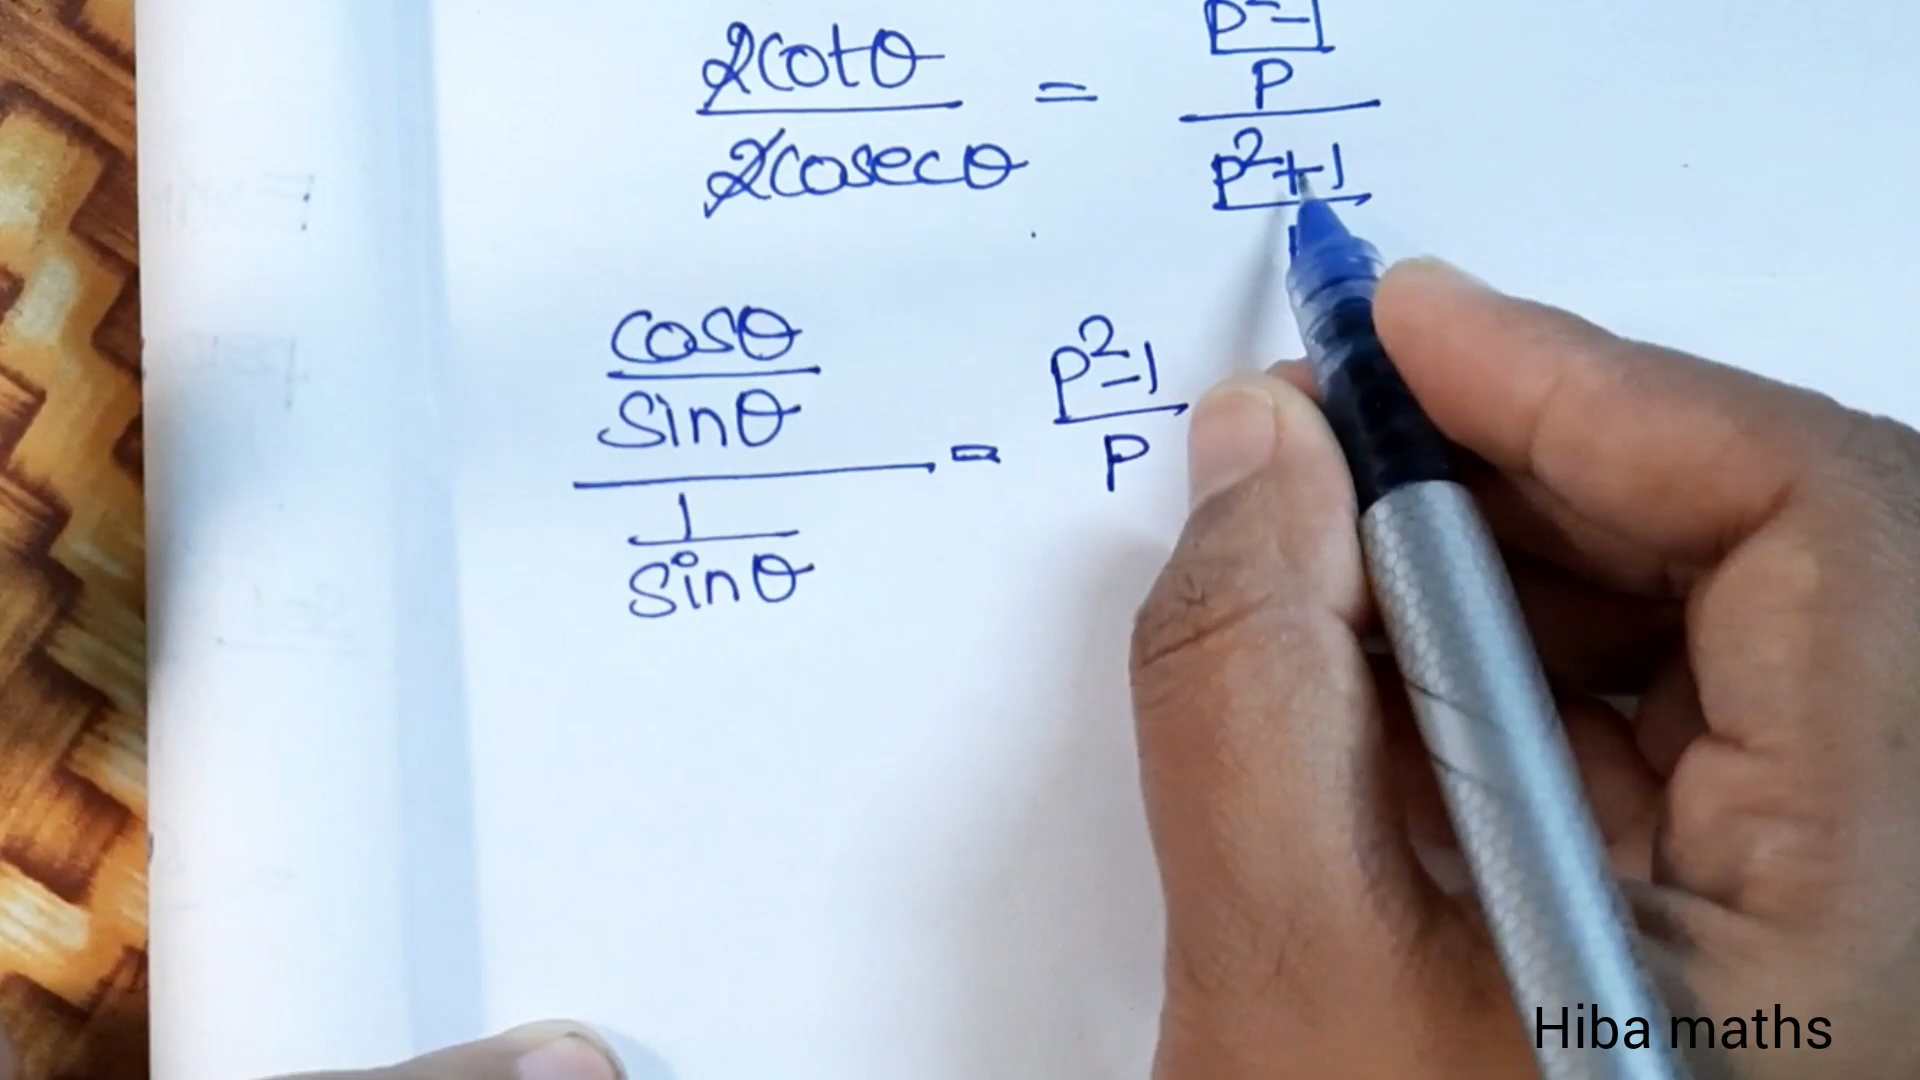 2cotθ / 2cosecθ = (P²-1 / P) / (P²+1 /
(cosθ / sinθ) / (1 / sinθ) = P²-1 / P
Hiba maths